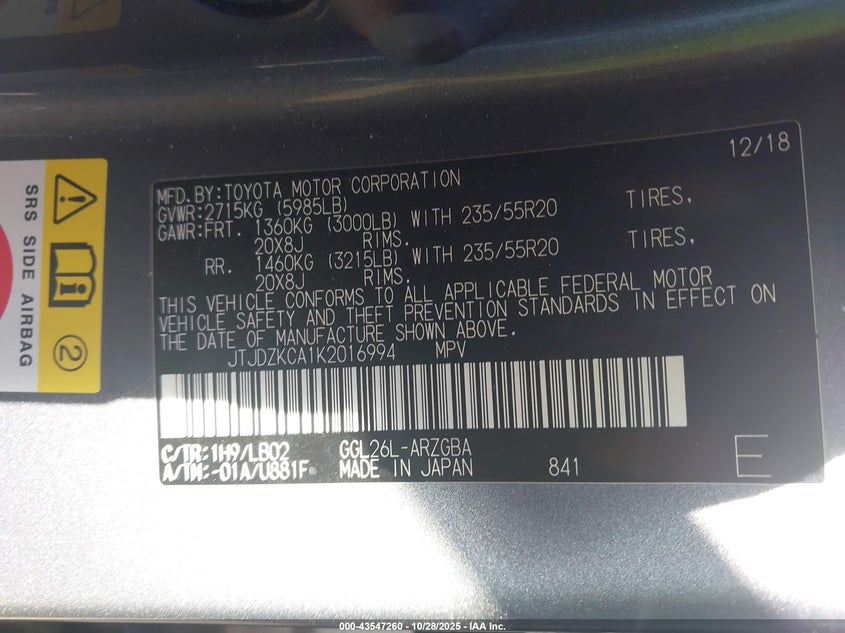 12/18
MFD.BY:TOYOTA MOTOR CORPORATION
GVWR:2715KG (5985LB)
GAWR:FRT. 1360KG (3000LB) WITH 235/55R20 TIRES,
20X8J RIMS.
RR. 1460KG (3215LB) WITH 235/55R20 TIRES,
20X8J RIMS.
THIS VEHICLE CONFORMS TO ALL APPLICABLE FEDERAL MOTOR
VEHICLE SAFETY AND THEFT PREVENTION STANDARDS IN EFFECT ON
THE DATE OF MANUFACTURE SHOWN ABOVE.
JTJDZKCA1K2016994 MPV
C/TR:1H9/LB02 GGL26L-ARZGBA
A/TM:-01A/U881F MADE IN JAPAN 841 E
SRS SIDE AIRBAG
2
000-43547260 - 10/28/2025 - IAA Inc.